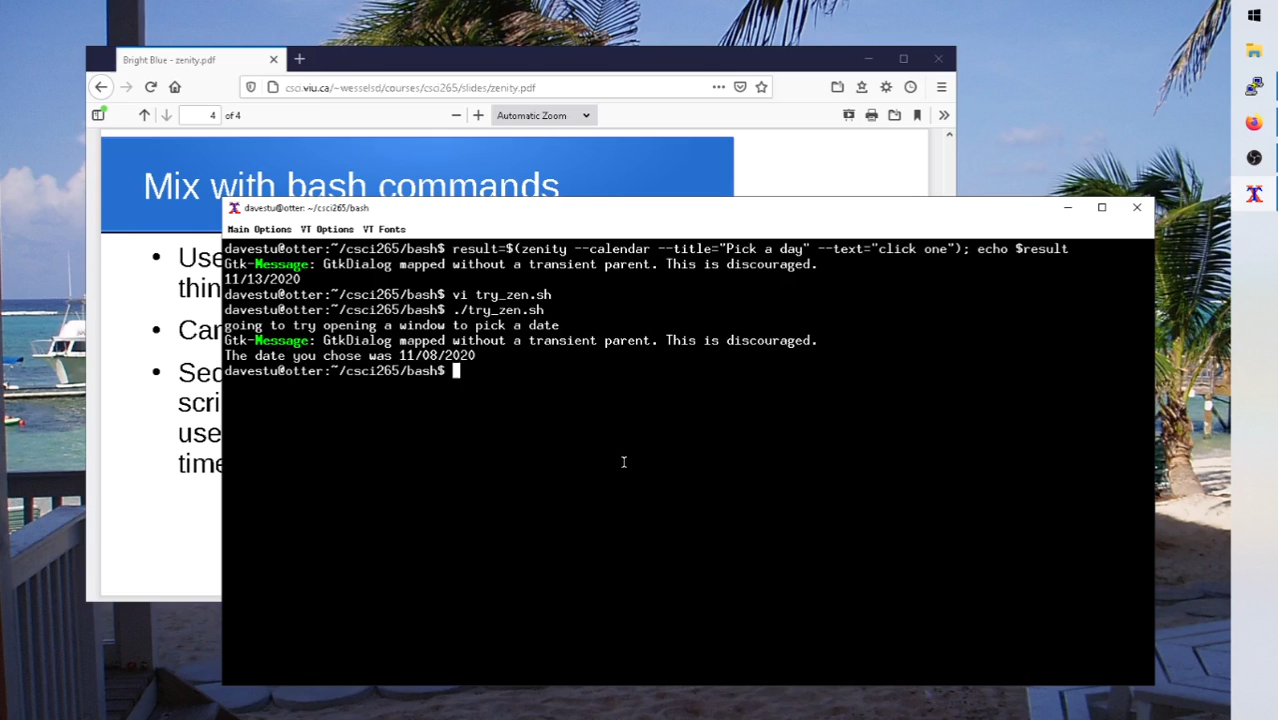 Bright Blue - zenity.pdf
csci.viu.ca/~wesselsd/courses/csci265/slides/zenity.pdf
4 of 4
Automatic Zoom
Mix with bash commands
• Use
thin
• Can
• Sed
scri
use
time
davestu@otter: ~/csci265/bash
Main Options VT Options VT Fonts
davestu@otter:~/csci265/bash$ result=$(zenity --calendar --title="Pick a day" --text="click one"); echo $result
Gtk-Message: GtkDialog mapped without a transient parent. This is discouraged.
11/13/2020
davestu@otter:~/csci265/bash$ vi try_zen.sh
davestu@otter:~/csci265/bash$ ./try_zen.sh
going to try opening a window to pick a date
Gtk-Message: GtkDialog mapped without a transient parent. This is discouraged.
The date you chose was 11/08/2020
davestu@otter:~/csci265/bash$